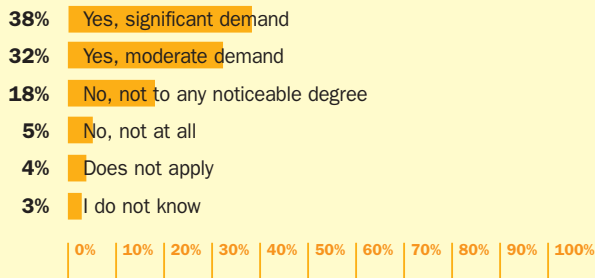 38% Yes, significant demand
32% Yes, moderate demand
18% No, not to any noticeable degree
5% No, not at all
4% Does not apply
3% I do not know
0% 10% 20% 30% 40% 50% 60% 70% 80% 90% 100%